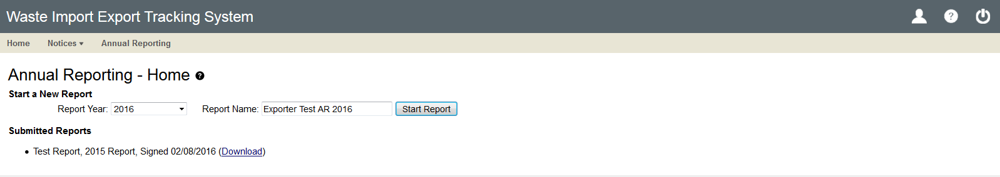 Waste Import Export Tracking System
Home Notices Annual Reporting
Annual Reporting - Home
Start a New Report
Report Year: 2016 Report Name: Exporter Test AR 2016 Start Report
Submitted Reports
• Test Report, 2015 Report, Signed 02/08/2016 (Download)